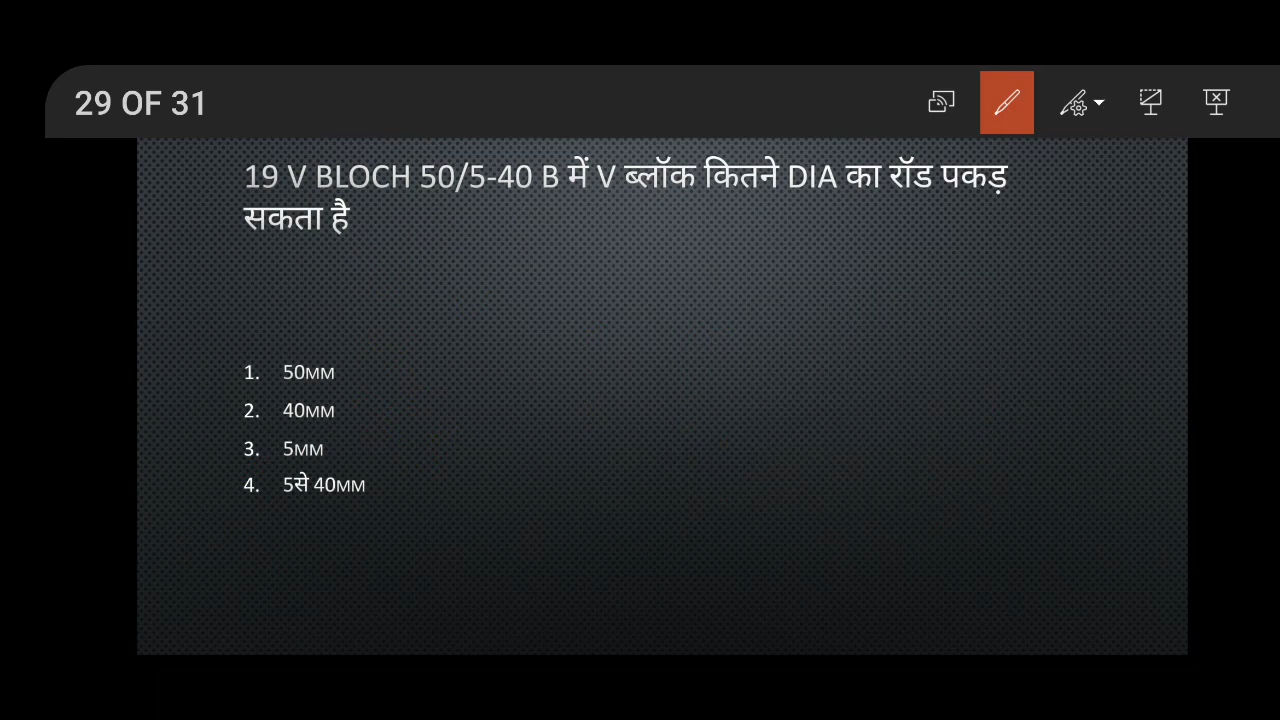 29 OF 31
19 V BLOCH 50/5-40 B में V ब्लॉक कितने DIA का रॉड पकड़
सकता है
1. 50MM
2. 40MM
3. 5MM
4. 5से 40MM